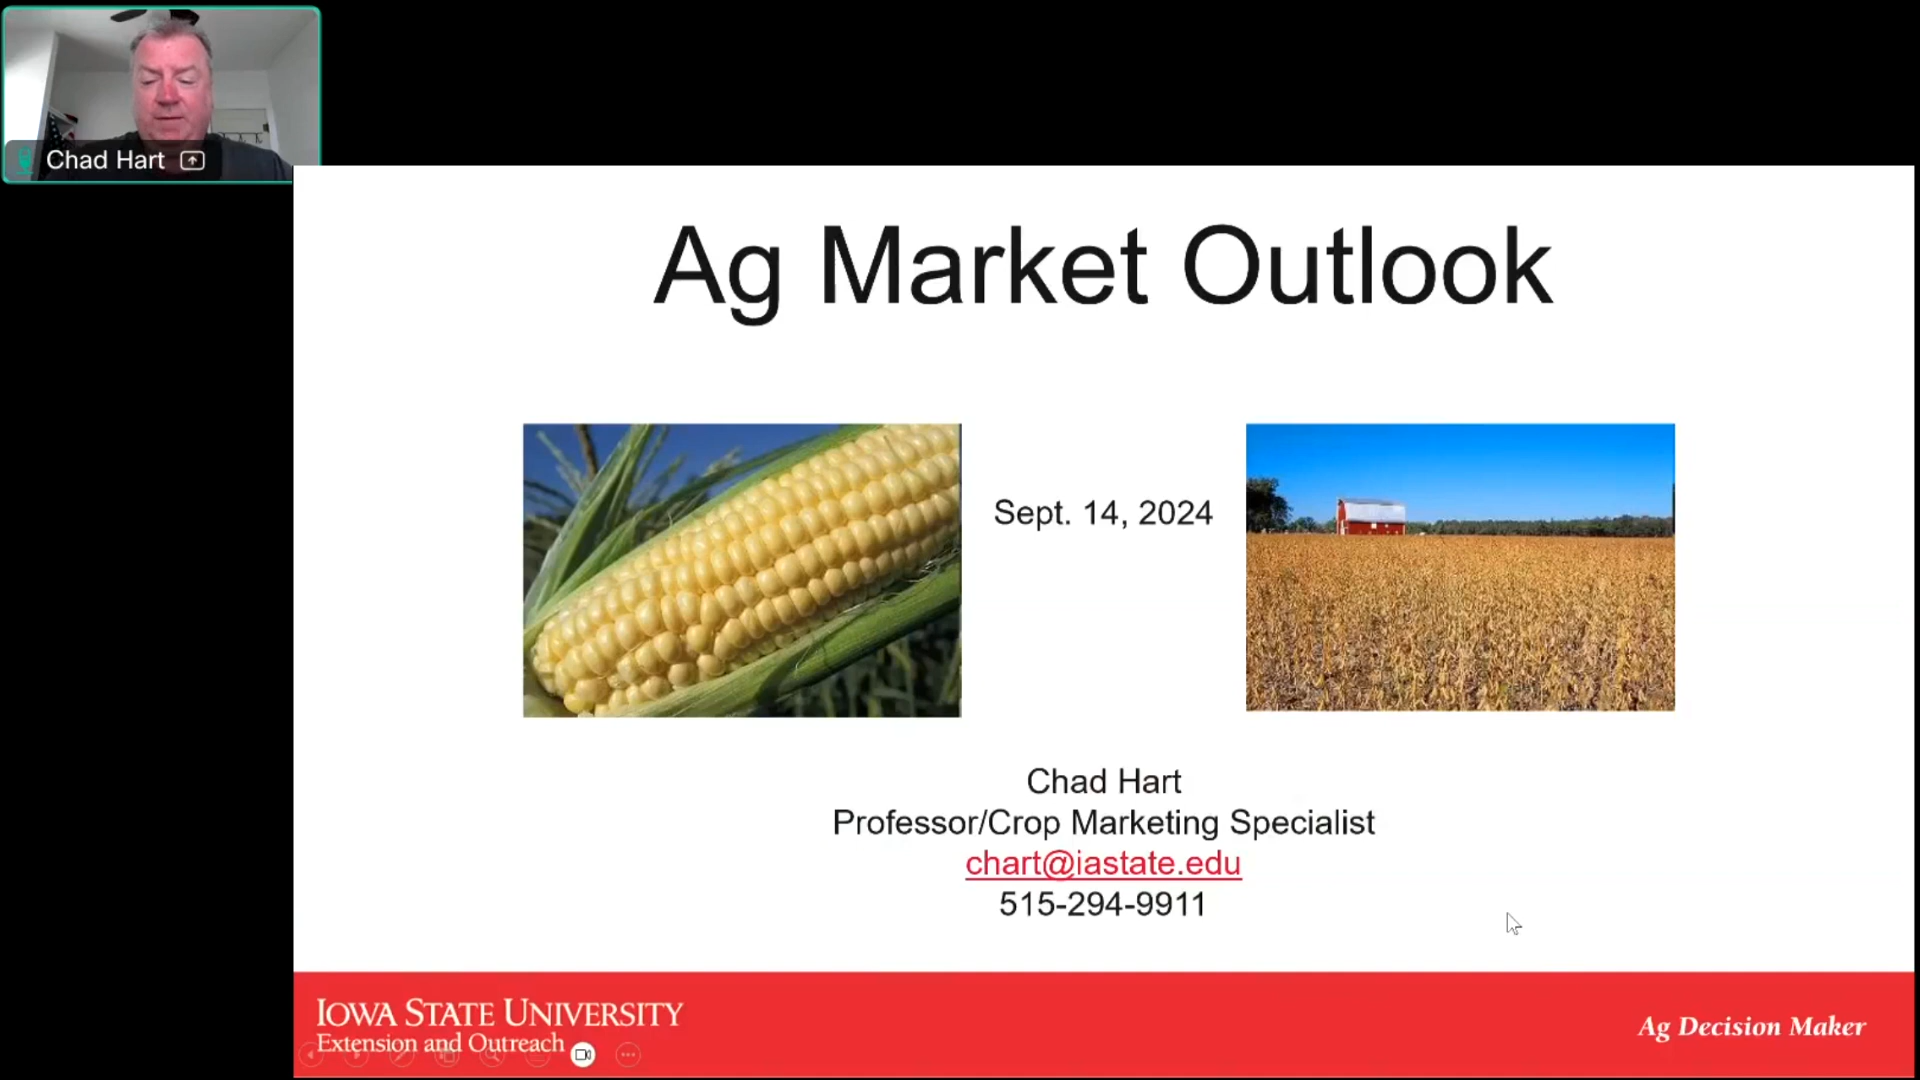 Chad Hart
Ag Market Outlook
Sept. 14, 2024
Chad Hart
Professor/Crop Marketing Specialist
chart@iastate.edu
515-294-9911
IOWA STATE UNIVERSITY
Extension and Outreach
Ag Decision Maker